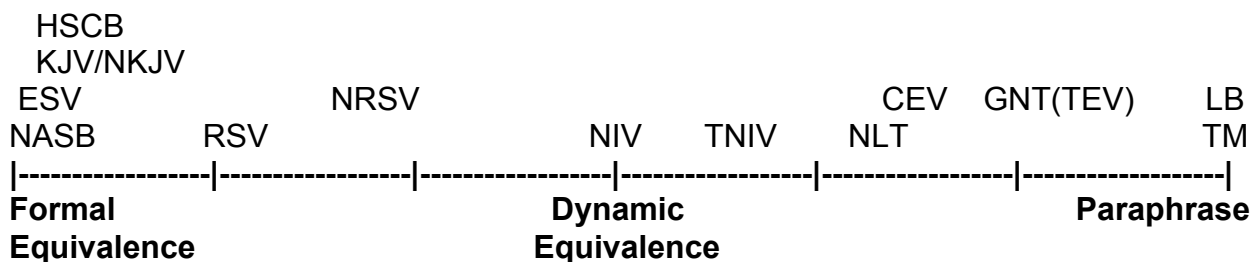 HSCB
KJV/NKJV
ESV NRSV CEV GNT(TEV) LB
NASB RSV NIV TNIV NLT TM
|-------------------|-------------------|-------------------|-------------------|-------------------|--------------------|
Formal Dynamic Paraphrase
Equivalence Equivalence